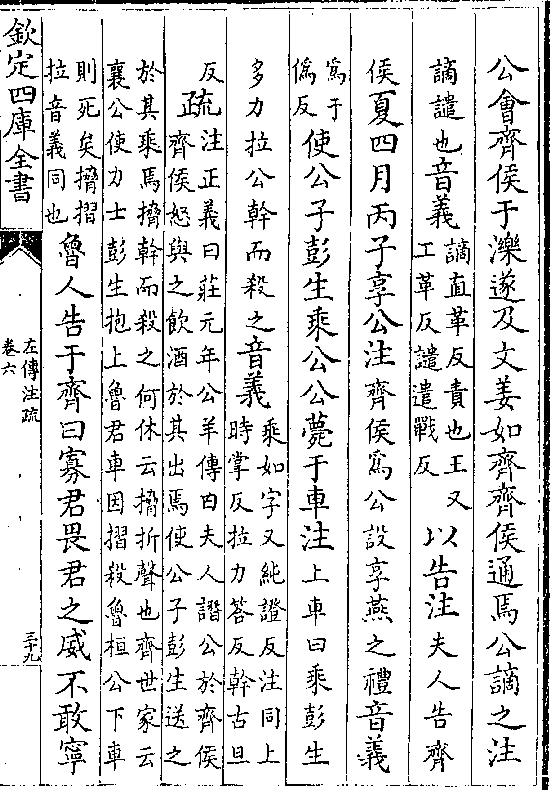 公會齊侯于濼遂及文姜如齊齊侯通焉公謫之注
謫譴也音義
謫直革反責也王又
工革反譴遣戰反
以告注夫人告齊
侯夏四月丙子享公注齊侯爲公設享燕之禮音義
爲于
僞反
使公子彭生乘公公薨于車注上車曰乘彭生
多力拉公幹而殺之音義
乘如字又純證反注同上
時掌反拉力答反幹古旦
反
疏
注正義曰莊元年公羊傳曰夫人譖公於齊侯
齊侯怒與之飲酒於其出焉使公子彭生送之
於其乘焉搚幹而殺之何休云搚折聲也齊世家云
襄公使力士彭生抱上魯君車因摺殺魯桓公下車
則死矣搚摺
拉音義同也
魯人告于齊曰寡君畏君之威不敢寧
欽定四庫全書
左傳注疏
卷六
三十九